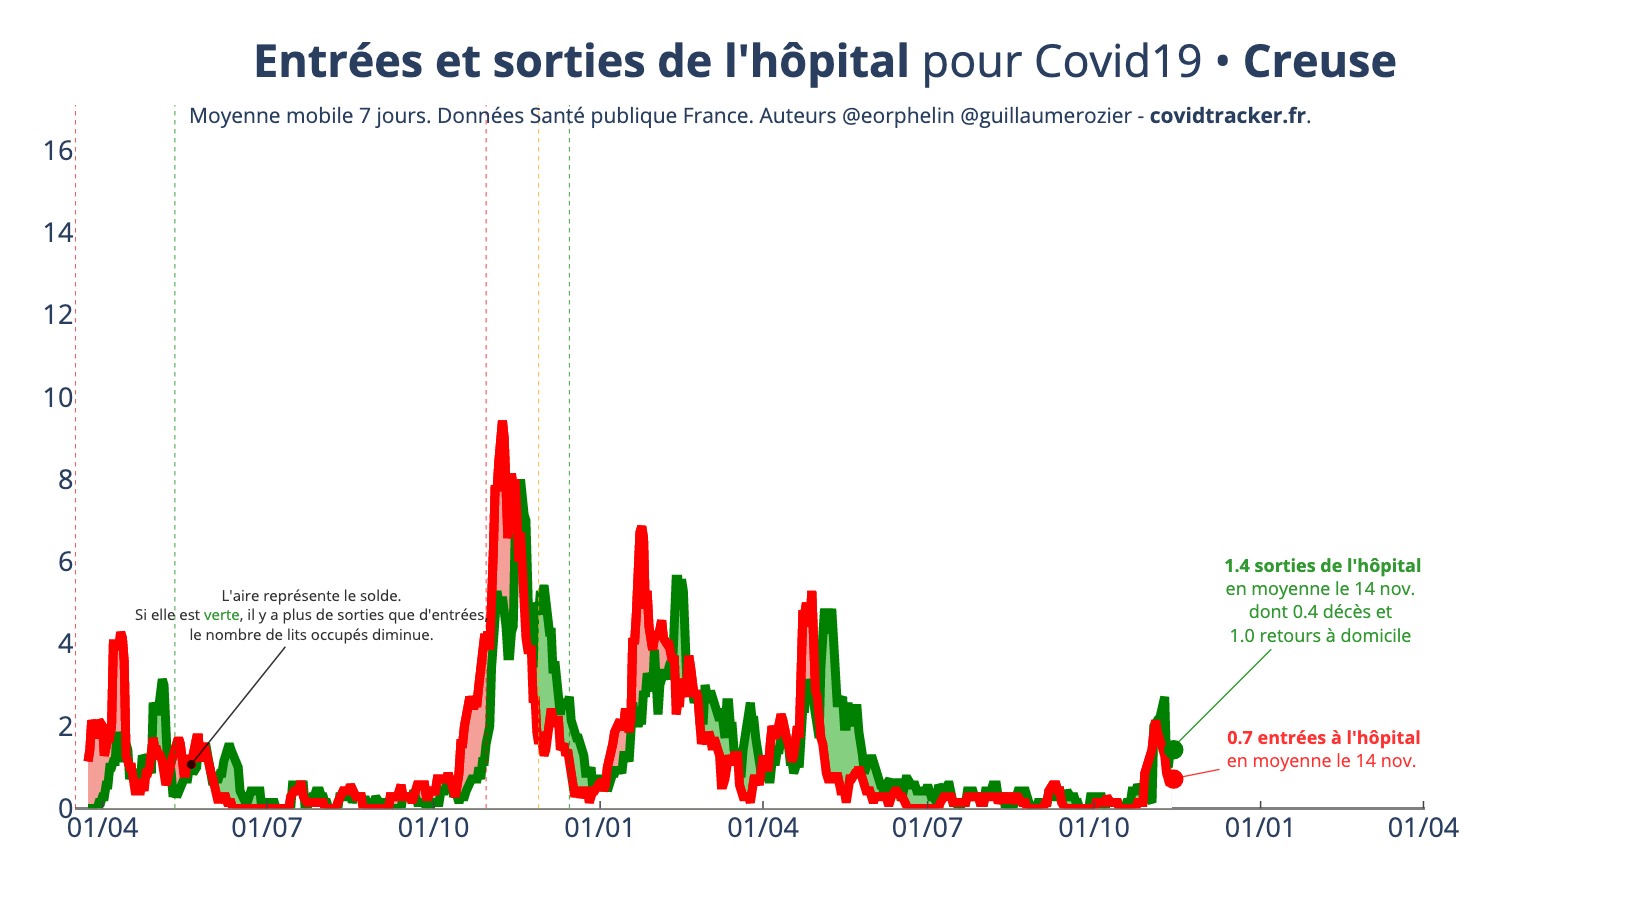 Entrées et sorties de l'hôpital pour Covid19 • Creuse
Moyenne mobile 7 jours. Données Santé publique France. Auteurs @eorphelin @guillaumerozier - covidtracker.fr.
16
14
12
10
8
6
4
2
0
L'aire représente le solde.
Si elle est verte, il y a plus de sorties que d'entrées,
le nombre de lits occupés diminue.
1.4 sorties de l'hôpital
en moyenne le 14 nov.
dont 0.4 décès et
1.0 retours à domicile
0.7 entrées à l'hôpital
en moyenne le 14 nov.
01/04 01/07 01/10 01/01 01/04 01/07 01/10 01/01 01/04